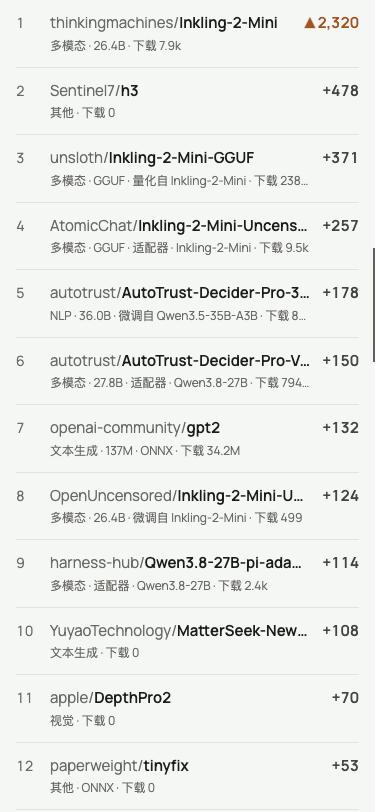 1 thinkingmachines/Inkling-2-Mini ▲2,320
多模态 · 26.4B · 下载 7.9k
2 Sentinel7/h3 +478
其他 · 下载 0
3 unsloth/Inkling-2-Mini-GGUF +371
多模态 · GGUF · 量化自 Inkling-2-Mini · 下载 238…
4 AtomicChat/Inkling-2-Mini-Uncens… +257
多模态 · GGUF · 适配器 · Inkling-2-Mini · 下载 9.5k
5 autotrust/AutoTrust-Decider-Pro-3… +178
NLP · 36.0B · 微调自 Qwen3.5-35B-A3B · 下载 8…
6 autotrust/AutoTrust-Decider-Pro-V… +150
多模态 · 27.8B · 适配器 · Qwen3.8-27B · 下载 794…
7 openai-community/gpt2 +132
文本生成 · 137M · ONNX · 下载 34.2M
8 OpenUncensored/Inkling-2-Mini-U… +124
多模态 · 26.4B · 微调自 Inkling-2-Mini · 下载 499
9 harness-hub/Qwen3.8-27B-pi-ada… +114
多模态 · 适配器 · Qwen3.8-27B · 下载 2.4k
10 YuyaoTechnology/MatterSeek-New… +108
文本生成 · 下载 0
11 apple/DepthPro2 +70
视觉 · 下载 0
12 paperweight/tinyfix +53
其他 · ONNX · 下载 0